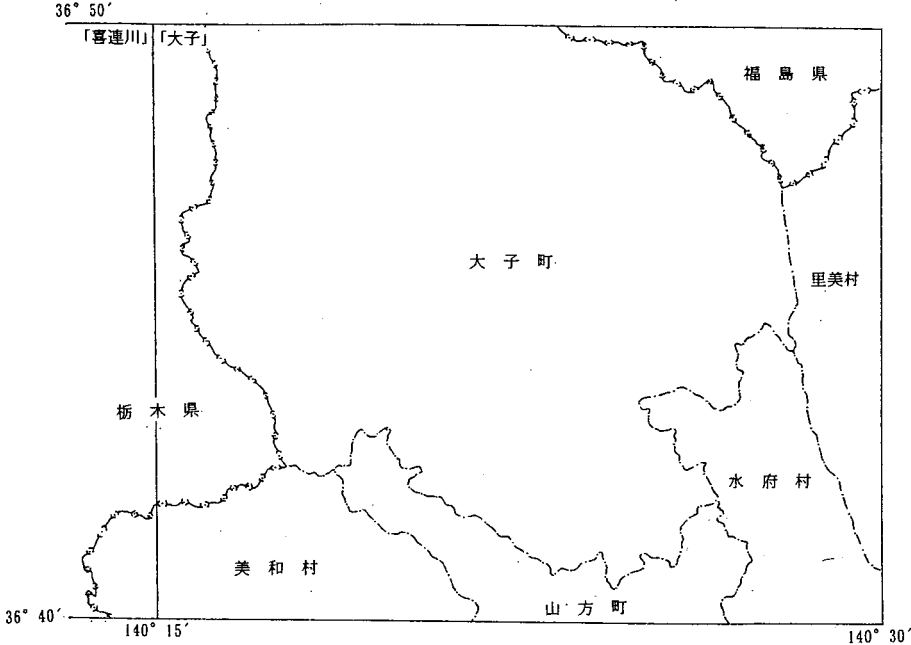 36° 50′
「喜連川」「大子」
福島県
大子町
里美村
栃木県
水府村
美和村
山方町
36° 40′
140° 15′
140° 30′